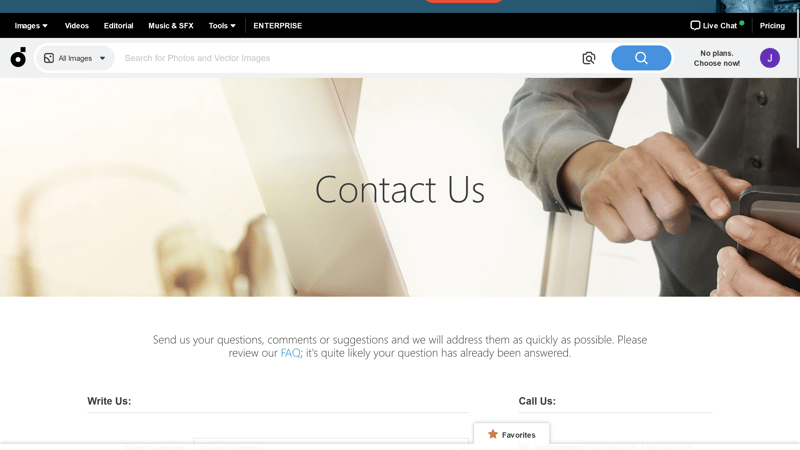 Images Videos Editorial Music & SFX Tools ENTERPRISE Live Chat Pricing
All Images Search for Photos and Vector Images No plans. Choose now! J
Contact Us
Send us your questions, comments or suggestions and we will address them as quickly as possible. Please
review our FAQ; it's quite likely your question has already been answered.
Write Us: Call Us:
Favorites